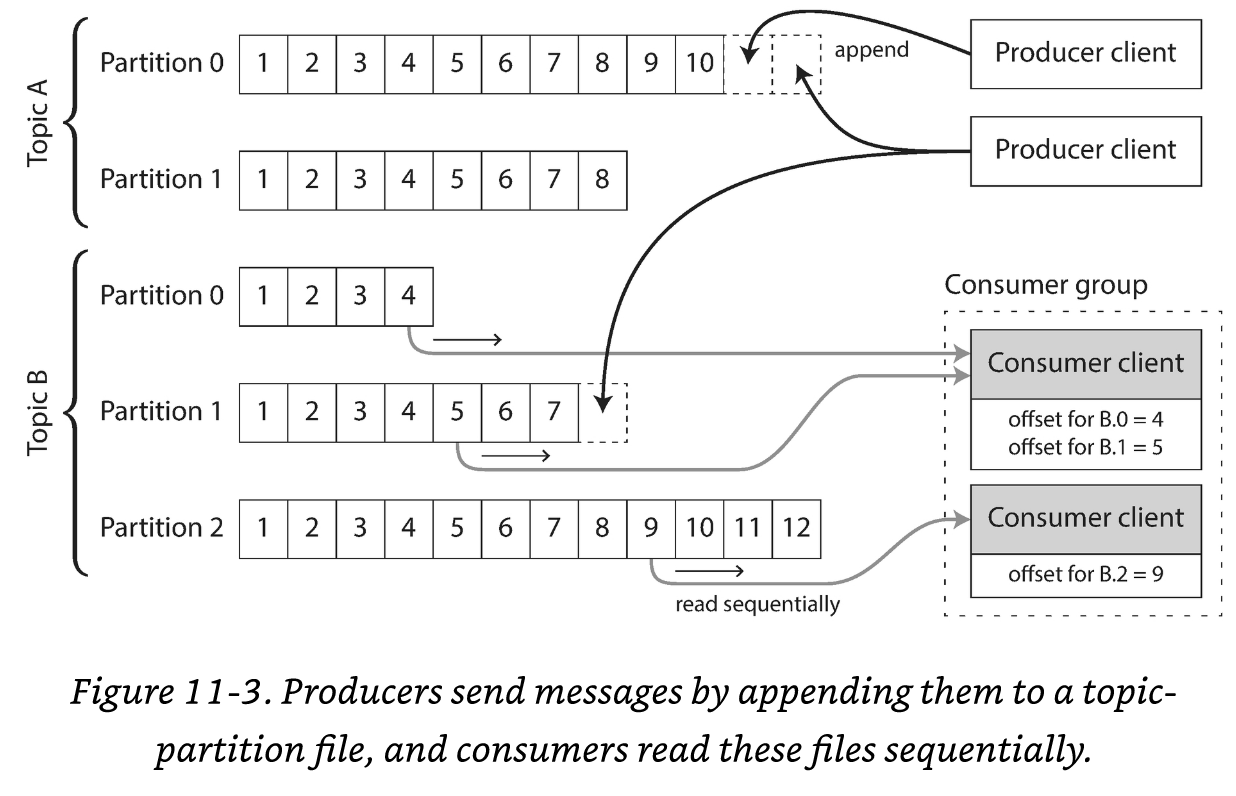 Topic A
Partition 0 1 2 3 4 5 6 7 8 9 10
append
Producer client
Producer client
Partition 1 1 2 3 4 5 6 7 8
Topic B
Partition 0 1 2 3 4
Partition 1 1 2 3 4 5 6 7
Partition 2 1 2 3 4 5 6 7 8 9 10 11 12
read sequentially
Consumer group
Consumer client
offset for B.0 = 4
offset for B.1 = 5
Consumer client
offset for B.2 = 9
Figure 11-3. Producers send messages by appending them to a topic-
partition file, and consumers read these files sequentially.